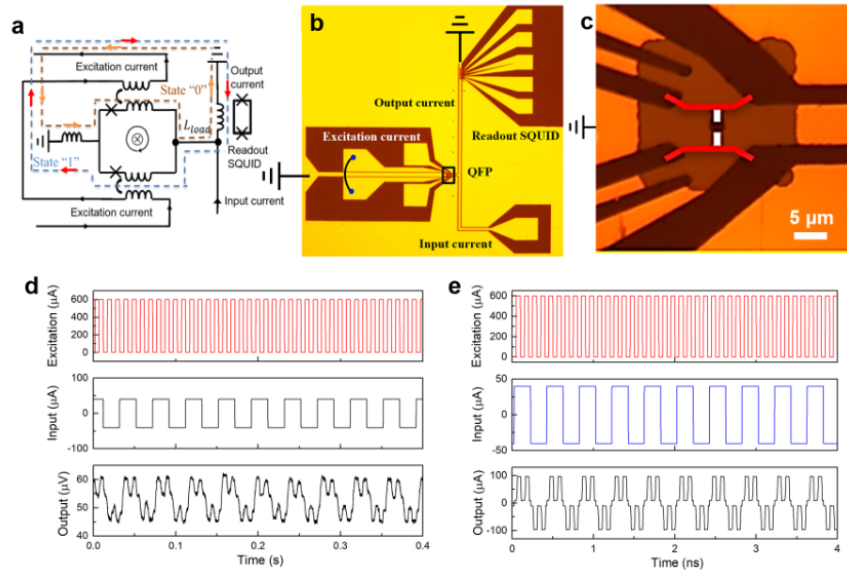 a
Excitation current
State "0"
Output
current
L_load
Readout
SQUID
State "1"
Excitation current
Input current
b
Output current
Excitation current
Readout SQUID
QFP
Input current
c
5 μm
d
Excitation (μA)
600
400
200
0
Input (μA)
100
0
-100
Output (μV)
60
50
40
0.0 0.1 0.2 0.3 0.4
Time (s)
e
Excitation (μA)
600
400
200
0
Input (μA)
50
0
-50
Output (μA)
100
0
-100
0 1 2 3 4
Time (ns)